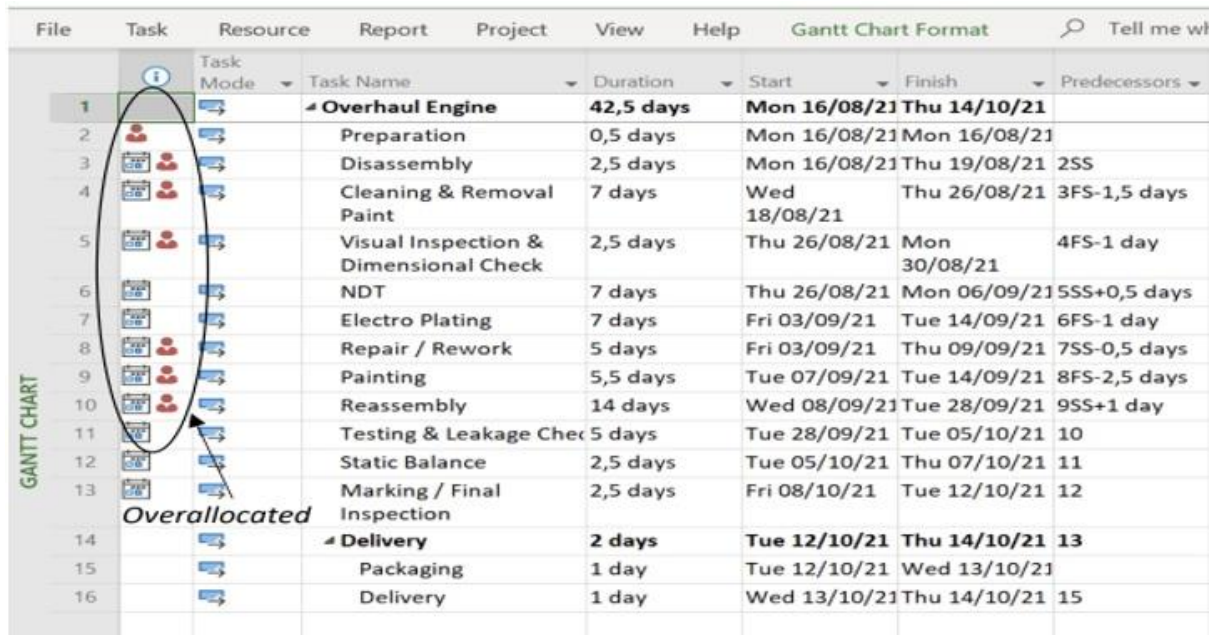 File Task Resource Report Project View Help Gantt Chart Format Tell me wh
Task Mode Task Name Duration Start Finish Predecessors
1 Overhaul Engine 42,5 days Mon 16/08/21 Thu 14/10/21
2 Preparation 0,5 days Mon 16/08/21 Mon 16/08/21
3 Disassembly 2,5 days Mon 16/08/21 Thu 19/08/21 2SS
4 Cleaning & Removal 7 days Wed Thu 26/08/21 3FS-1,5 days
Paint 18/08/21
5 Visual Inspection & 2,5 days Thu 26/08/21 Mon 4FS-1 day
Dimensional Check 30/08/21
6 NDT 7 days Thu 26/08/21 Mon 06/09/21 5SS+0,5 days
7 Electro Plating 7 days Fri 03/09/21 Tue 14/09/21 6FS-1 day
8 Repair / Rework 5 days Fri 03/09/21 Thu 09/09/21 7SS-0,5 days
9 Painting 5,5 days Tue 07/09/21 Tue 14/09/21 8FS-2,5 days
10 Reassembly 14 days Wed 08/09/21 Tue 28/09/21 9SS+1 day
11 Testing & Leakage Chec 5 days Tue 28/09/21 Tue 05/10/21 10
12 Static Balance 2,5 days Tue 05/10/21 Thu 07/10/21 11
13 Marking / Final 2,5 days Fri 08/10/21 Tue 12/10/21 12
Overallocated Inspection
14 Delivery 2 days Tue 12/10/21 Thu 14/10/21 13
15 Packaging 1 day Tue 12/10/21 Wed 13/10/21
16 Delivery 1 day Wed 13/10/21 Thu 14/10/21 15
GANTT CHART